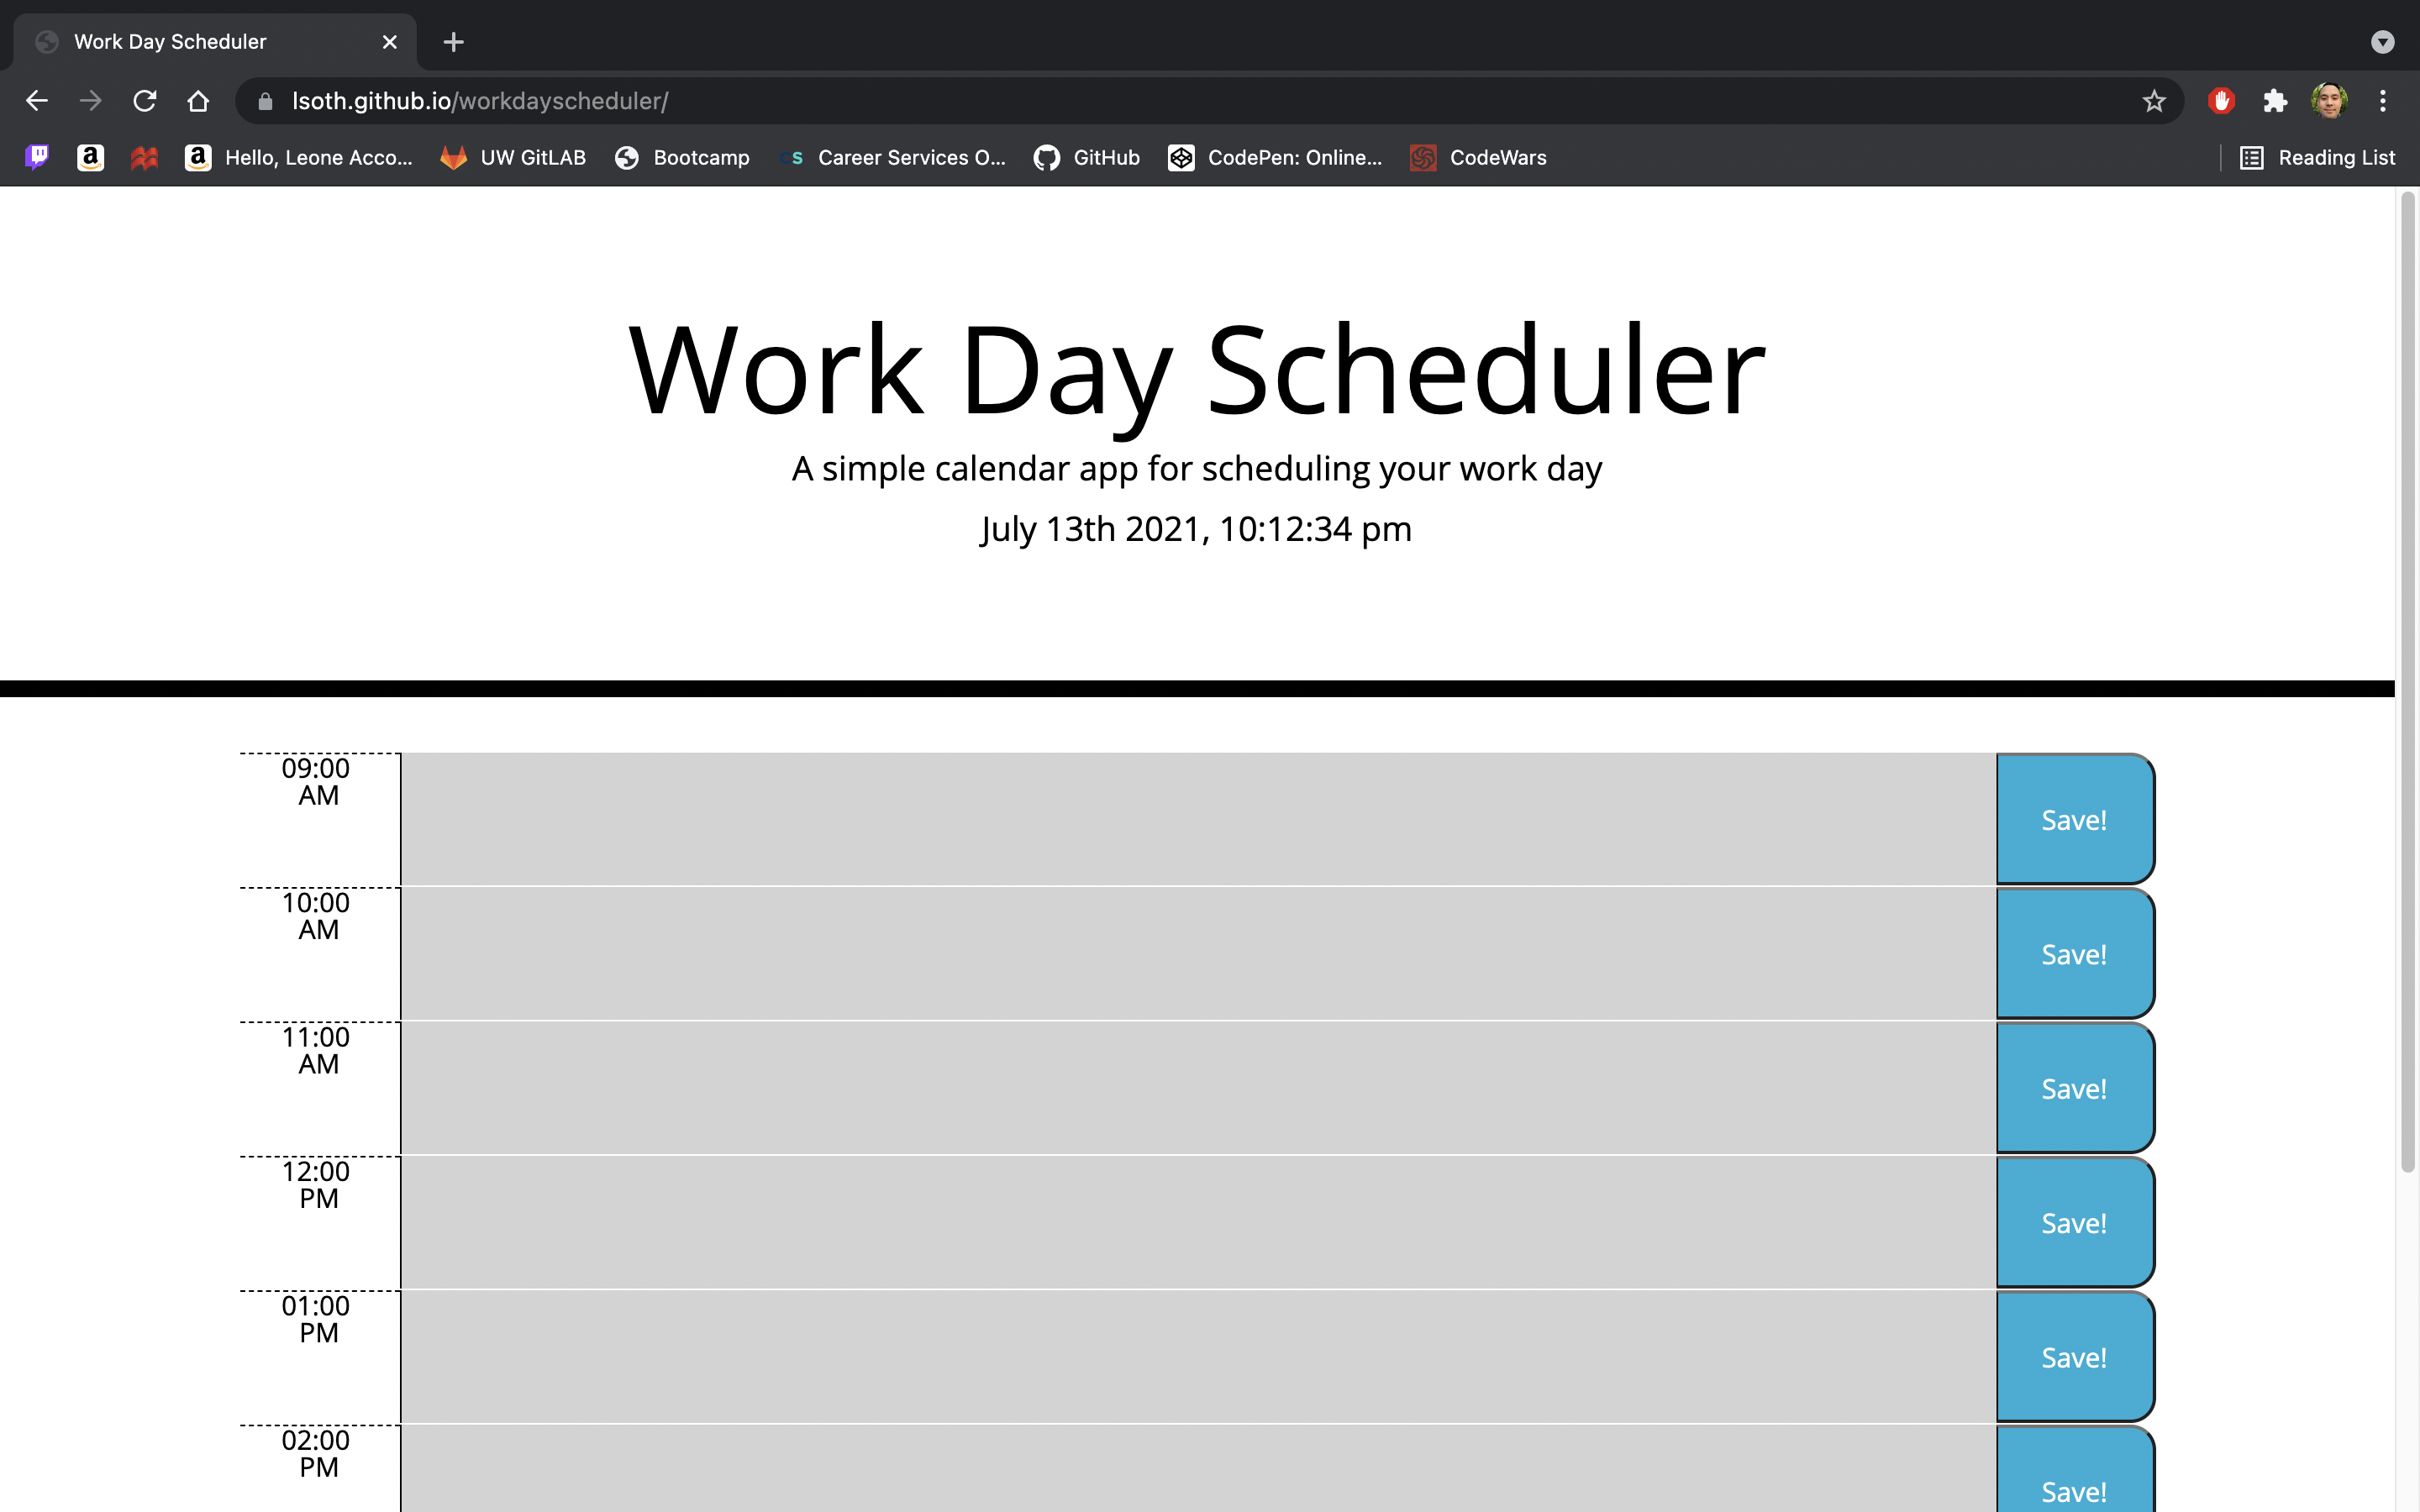 Work Day Scheduler
lsoth.github.io/workdayscheduler/
Hello, Leone Acco... UW GitLAB Bootcamp CS Career Services O... GitHub CodePen: Online... CodeWars Reading List
Work Day Scheduler
A simple calendar app for scheduling your work day
July 13th 2021, 10:12:34 pm
09:00
AM
Save!
10:00
AM
Save!
11:00
AM
Save!
12:00
PM
Save!
01:00
PM
Save!
02:00
PM
Save!